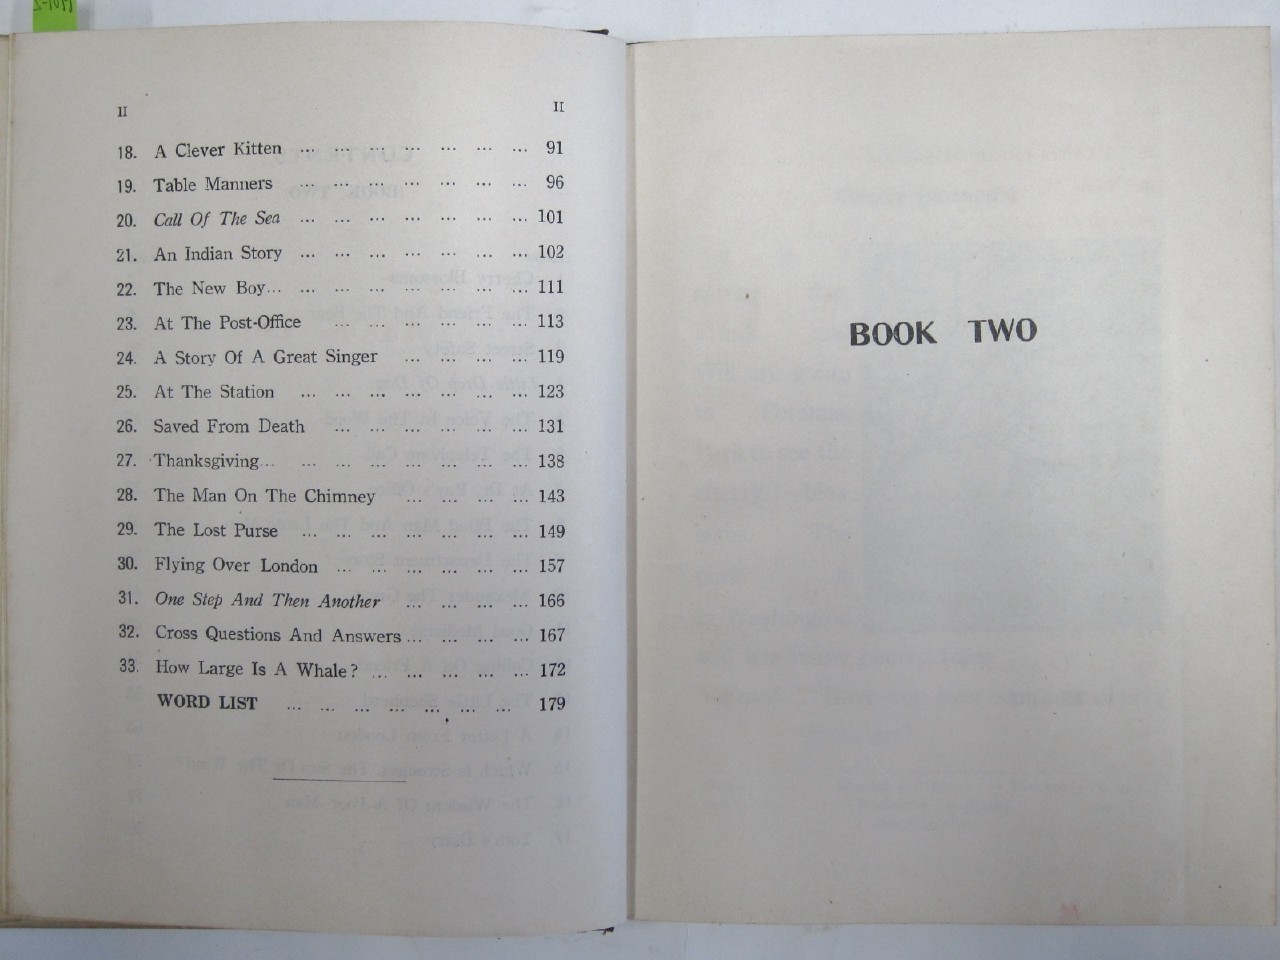 II II
18. A Clever Kitten ... ... ... ... ... ... ... 91
19. Table Manners ... ... ... ... ... ... ... 96
20. Call Of The Sea ... ... ... ... ... ... ... 101
21. An Indian Story ... ... ... ... ... ... ... 102
22. The New Boy... ... ... ... ... ... ... ... 111
23. At The Post-Office ... ... ... ... ... ... 113
24. A Story Of A Great Singer ... ... ... ... 119
25. At The Station ... ... ... ... ... ... ... 123
26. Saved From Death ... ... ... ... ... ... 131
27. Thanksgiving... ... ... ... ... ... ... ... 138
28. The Man On The Chimney ... ... ... ... 143
29. The Lost Purse ... ... ... ... ... ... ... 149
30. Flying Over London ... ... ... ... ... ... 157
31. One Step And Then Another ... ... ... ... 166
32. Cross Questions And Answers... ... ... ... 167
33. How Large Is A Whale? ... ... ... ... ... 172
WORD LIST ... ... ... ... ... ... ... 179
BOOK TWO